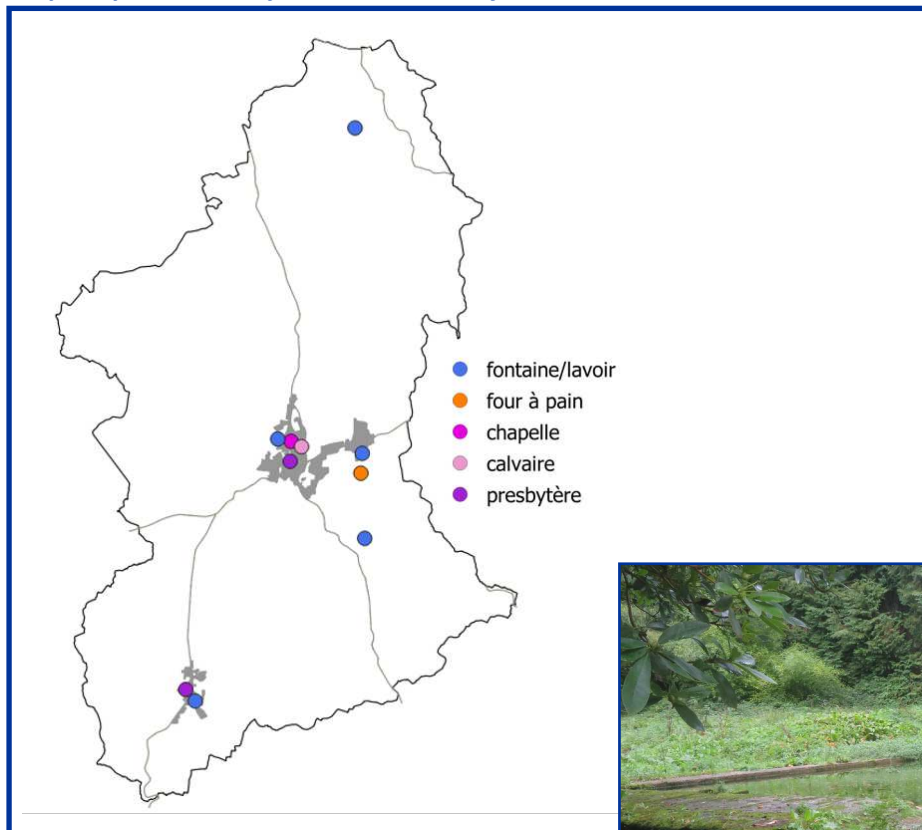 fontaine/lavoir
four à pain
chapelle
calvaire
presbytère